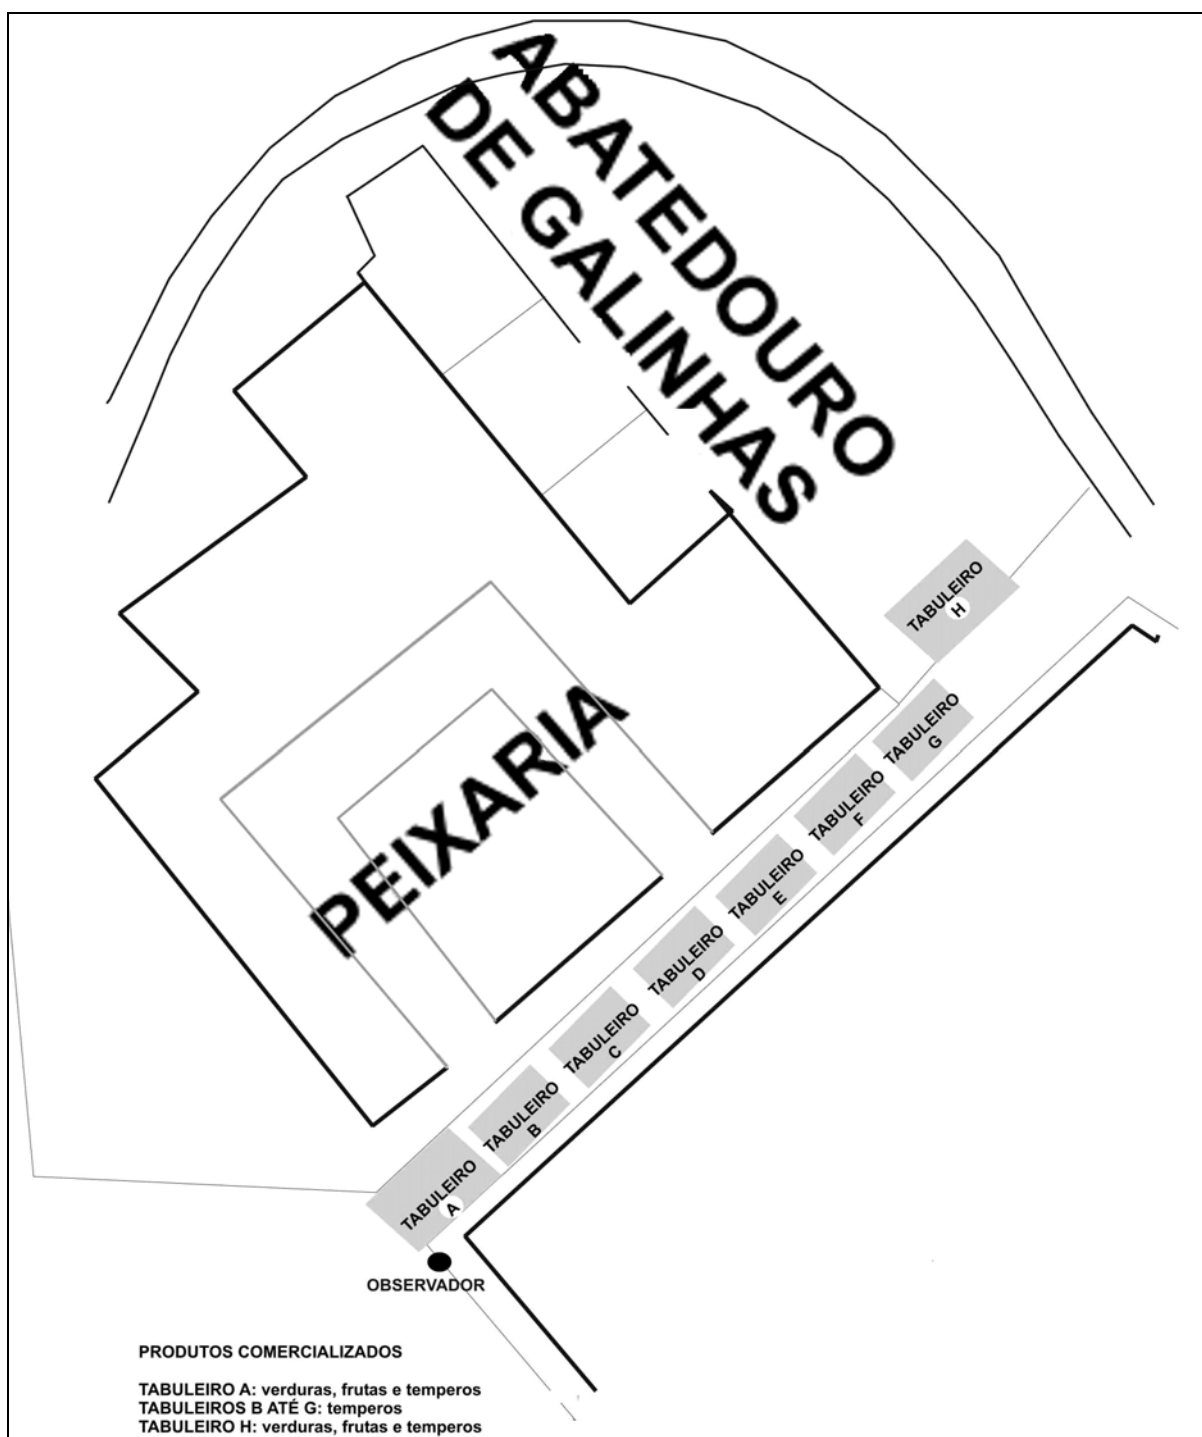 ABATEDOURO
DE GALINHAS
TABULEIRO
H
TABULEIRO
G
PEIXARIA
TABULEIRO
F
TABULEIRO
E
TABULEIRO
D
TABULEIRO
C
TABULEIRO
B
TABULEIRO
A
OBSERVADOR
PRODUTOS COMERCIALIZADOS
TABULEIRO A: verduras, frutas e temperos
TABULEIROS B ATÉ G: temperos
TABULEIRO H: verduras, frutas e temperos